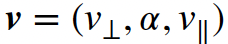 𝒗 = (v⊥, α, v∥)